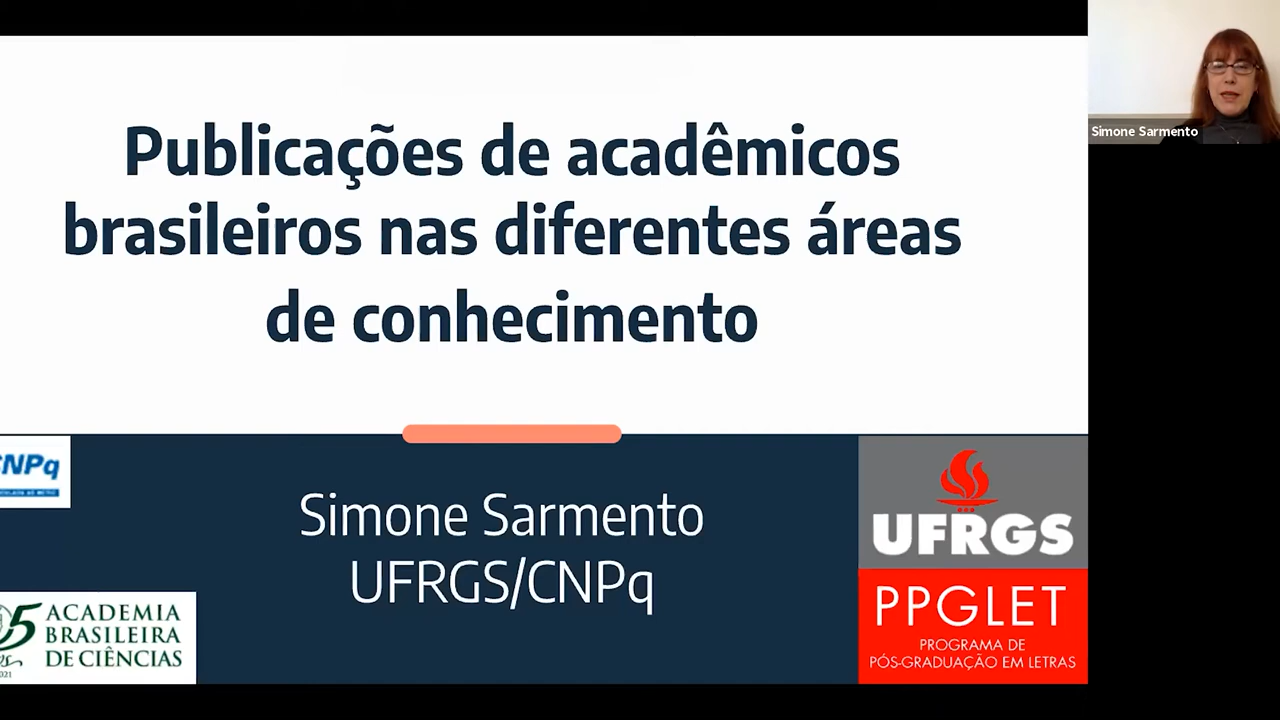 Publicações de acadêmicos
brasileiros nas diferentes áreas
de conhecimento
Simone Sarmento
Simone Sarmento
UFRGS/CNPq
CNPq
ACADEMIA
BRASILEIRA
DE CIÊNCIAS
2021
UFRGS
PPGLET
PROGRAMA DE
PÓS-GRADUAÇÃO EM LETRAS